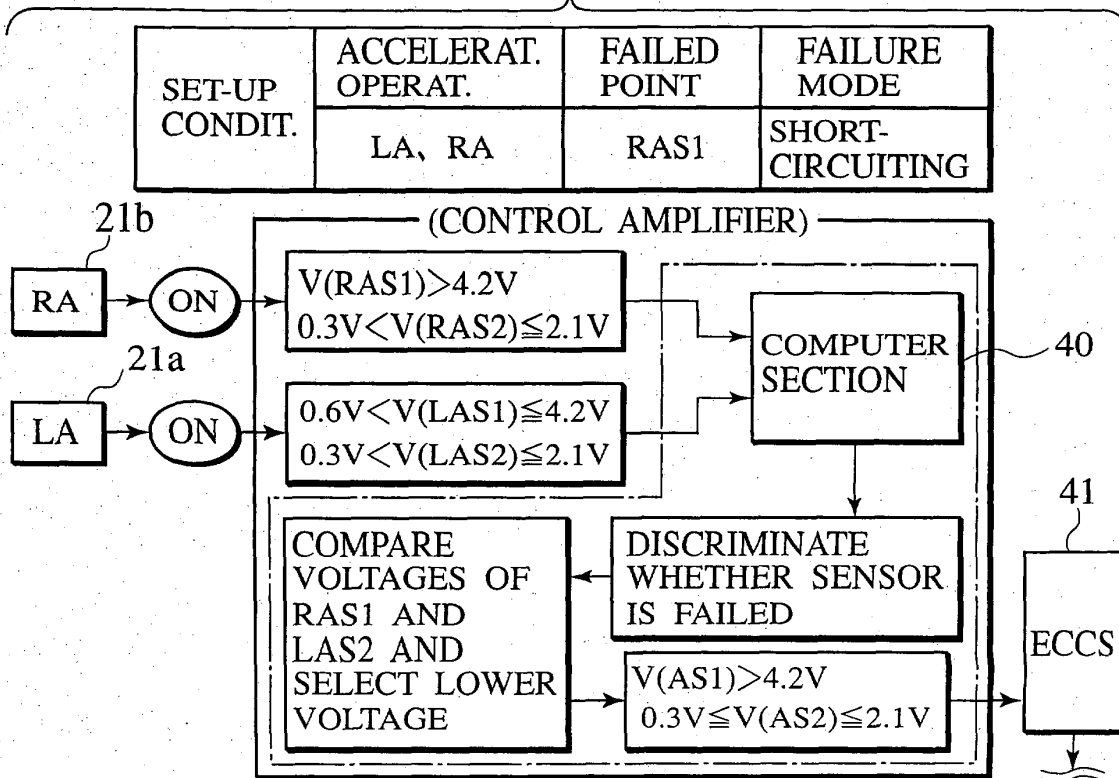 SET-UP
CONDIT.
ACCELERAT.
OPERAT.
FAILED
POINT
FAILURE
MODE
LA、RA
RAS1
SHORT-
CIRCUITING
(CONTROL AMPLIFIER)
21b
RA
ON
V(RAS1)>4.2V
0.3V<V(RAS2)≦2.1V
21a
LA
ON
0.6V<V(LAS1)≦4.2V
0.3V<V(LAS2)≦2.1V
COMPUTER
SECTION
40
DISCRIMINATE
WHETHER SENSOR
IS FAILED
COMPARE
VOLTAGES OF
RAS1 AND
LAS2 AND
SELECT LOWER
VOLTAGE
V(AS1)>4.2V
0.3V≦V(AS2)≦2.1V
41
ECCS